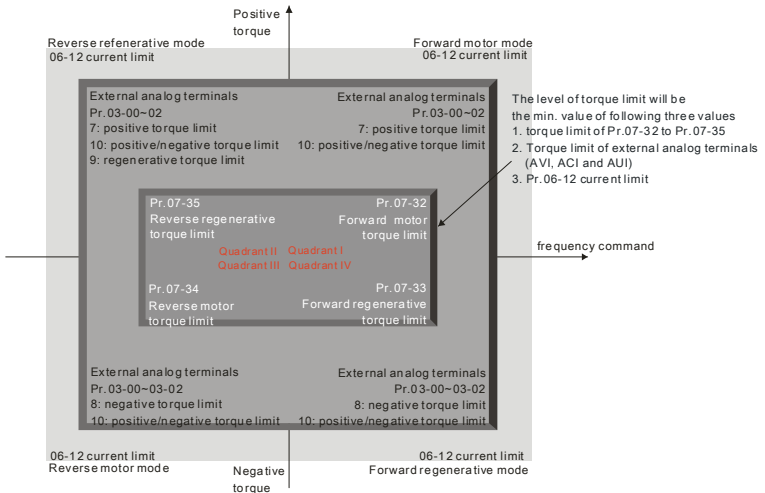 Positive
torque
Reverse refenerative mode
06-12 current limit
Forward motor mode
06-12 current limit
External analog terminals
Pr.03-00~02
7: positive torque limit
10: positive/negative torque limit
9: regenerative torque limit
External analog terminals
Pr.03-00~02
7: positive torque limit
10: positive/negative torque limit
The level of torque limit will be
the min. value of following three values
1. torque limit of Pr.07-32 to Pr.07-35
2. Torque limit of external analog terminals
(AVI, ACI and AUI)
3. Pr.06-12 current limit
Pr.07-35
Reverse regenerative
torque limit
Pr.07-32
Forward motor
torque limit
Quadrant II Quadrant I
Quadrant III Quadrant IV
frequency command
Pr.07-34
Reverse motor
torque limit
Pr.07-33
Forward regenerative
torque limit
External analog terminals
Pr.03-00~03-02
8: negative torque limit
10: positive/negative torque limit
External analog terminals
Pr.03-00~03-02
8: negative torque limit
10: positive/negative torque limit
06-12 current limit
Reverse motor mode
06-12 current limit
Forward regenerative mode
Negative
torque